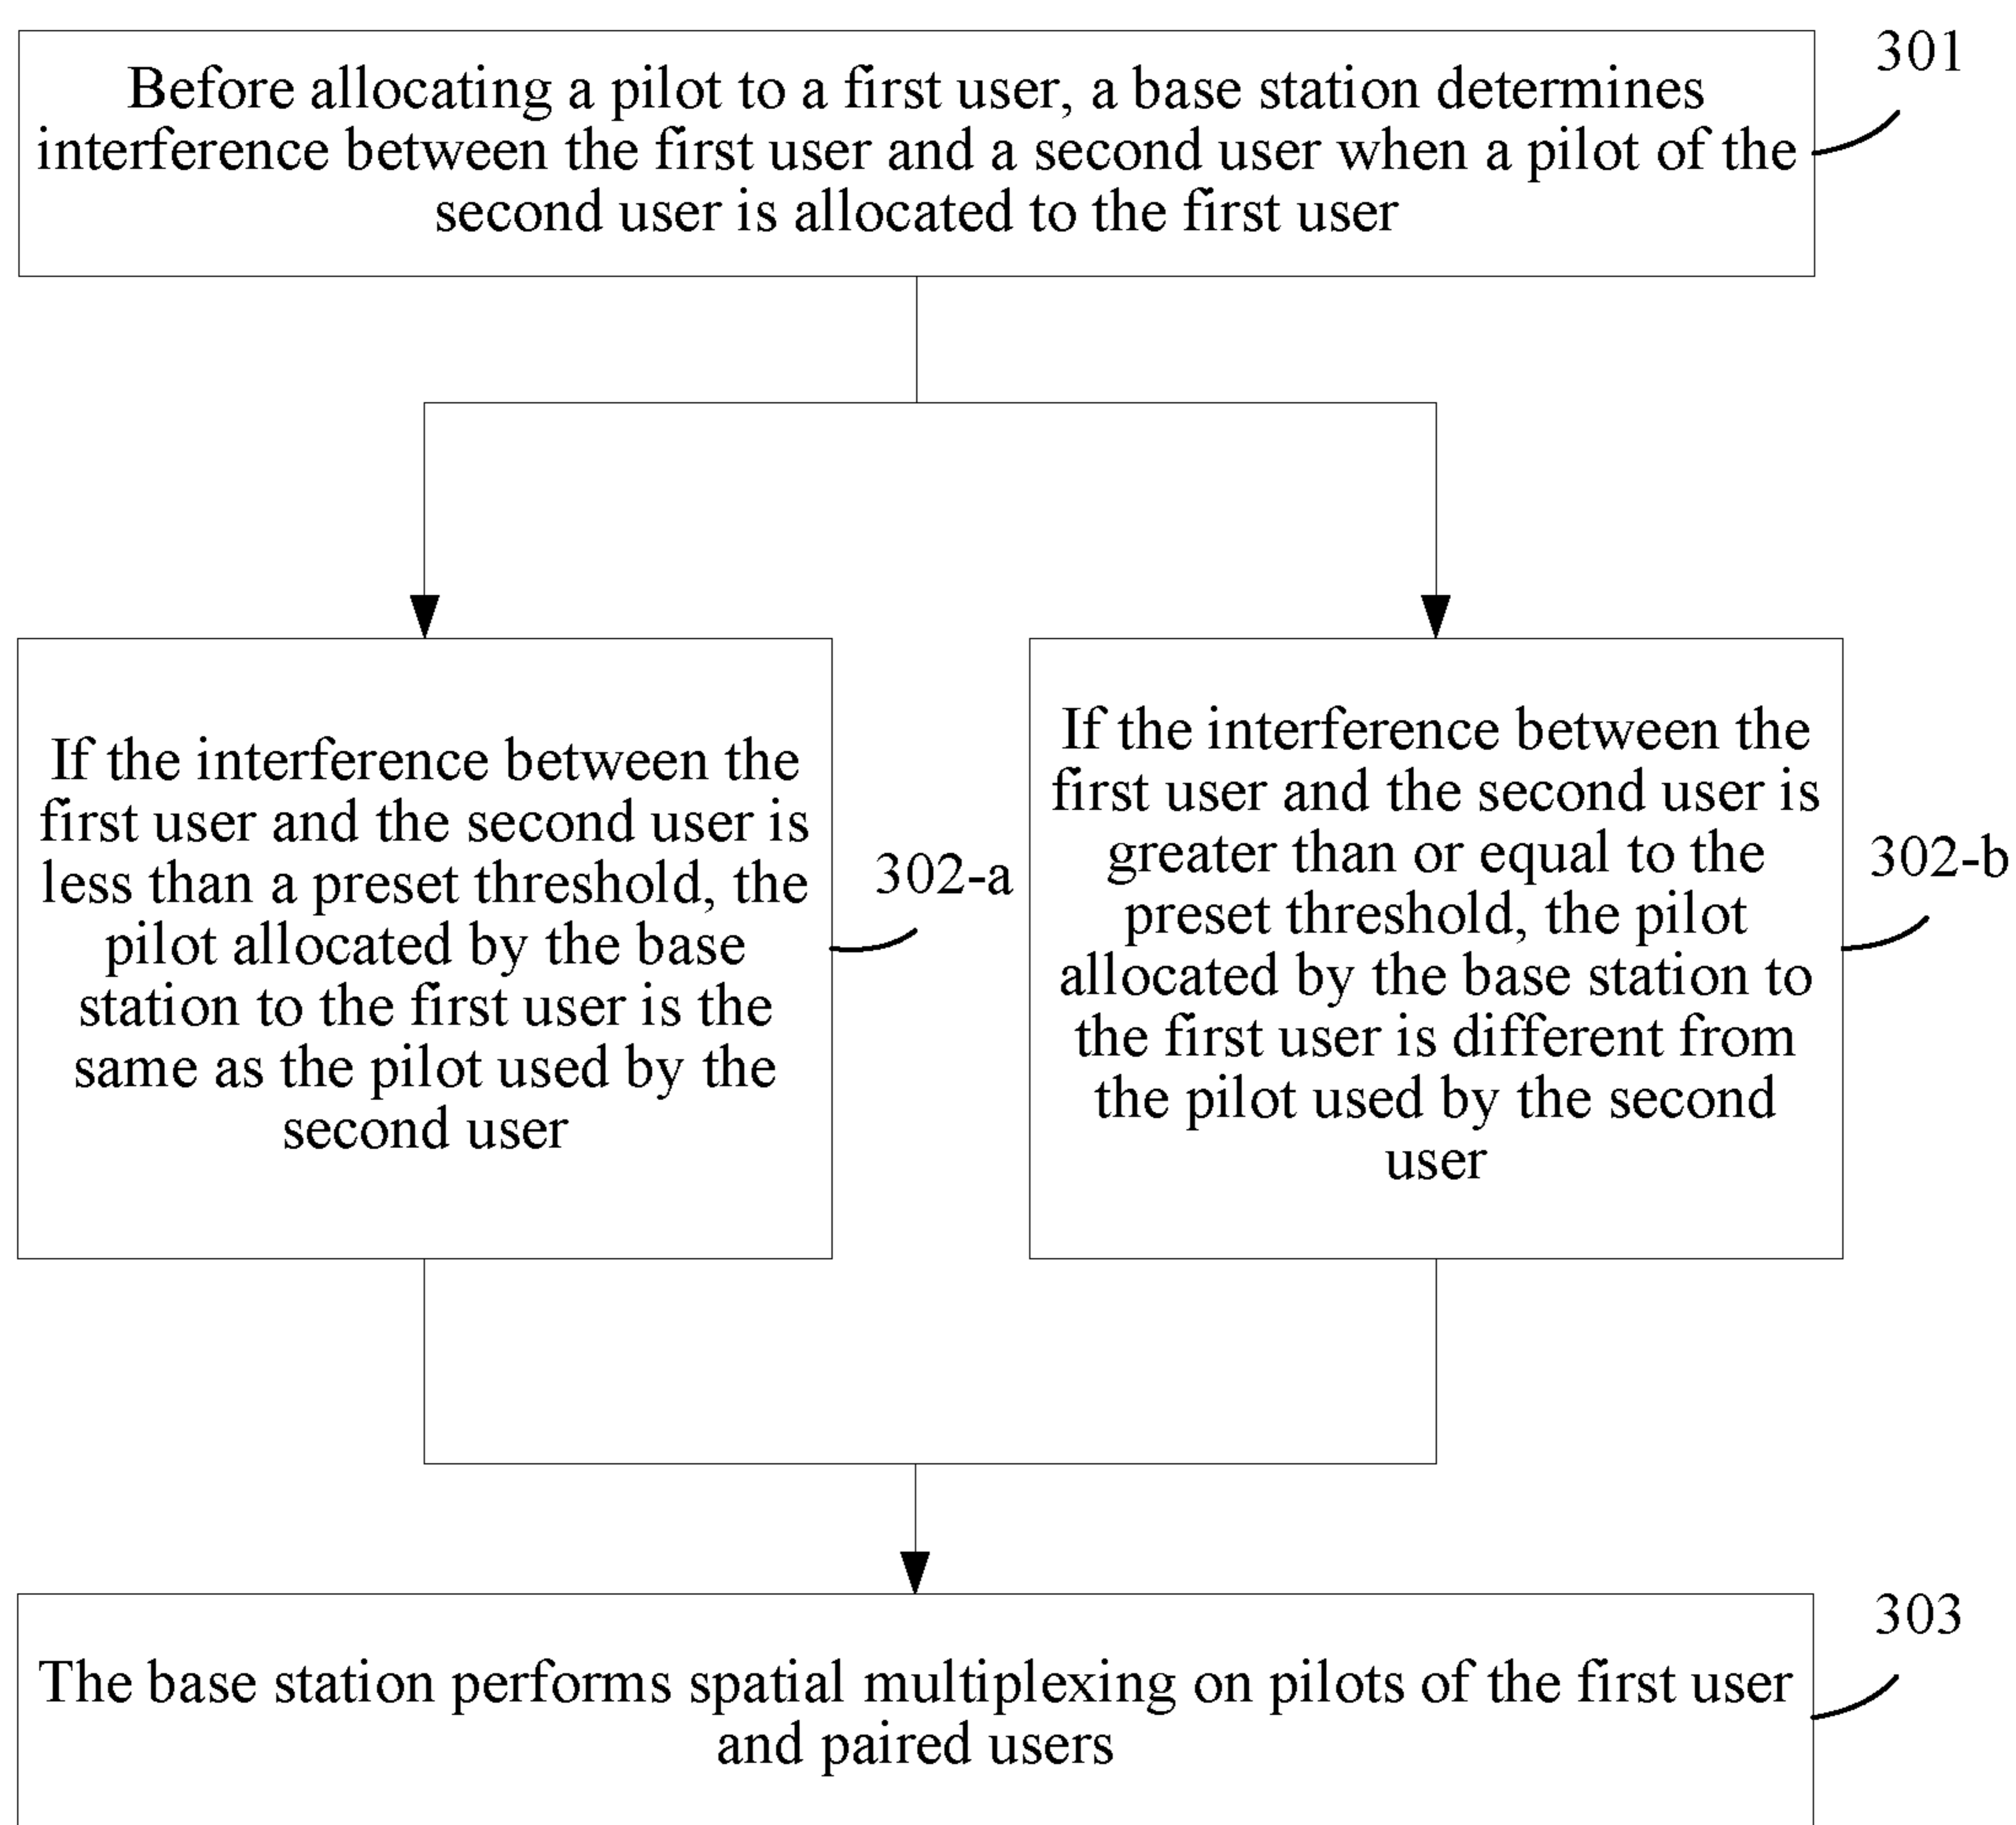 301
Before allocating a pilot to a first user, a base station determines
interference between the first user and a second user when a pilot of the
second user is allocated to the first user
If the interference between the
first user and the second user is
less than a preset threshold, the
pilot allocated by the base
station to the first user is the
same as the pilot used by the
second user
302-a
If the interference between the
first user and the second user is
greater than or equal to the
preset threshold, the pilot
allocated by the base station to
the first user is different from
the pilot used by the second
user
302-b
303
The base station performs spatial multiplexing on pilots of the first user
and paired users